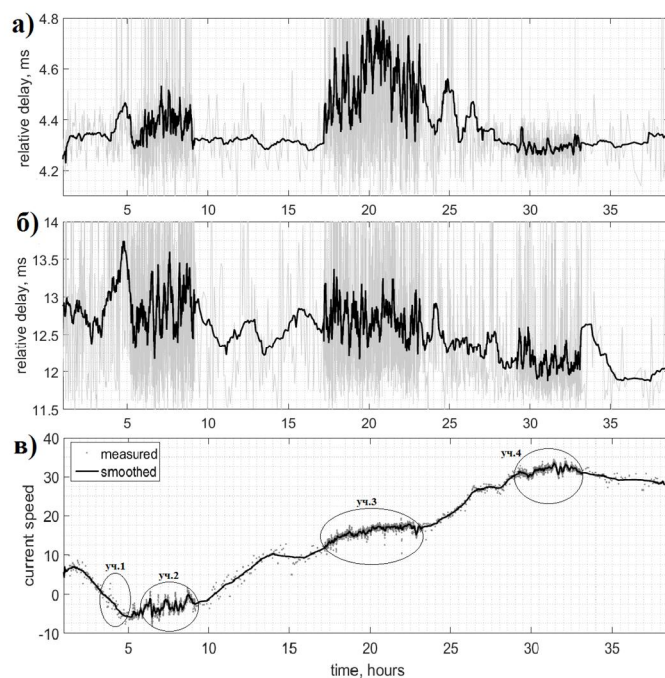 а)
4.8
4.6
4.4
4.2
relative delay, ms
5 10 15 20 25 30 35
б)
14
13.5
13
12.5
12
11.5
relative delay, ms
5 10 15 20 25 30 35
в)
40
30
20
10
0
-10
current speed
measured
smoothed
уч.1
уч.2
уч.3
уч.4
5 10 15 20 25 30 35
time, hours